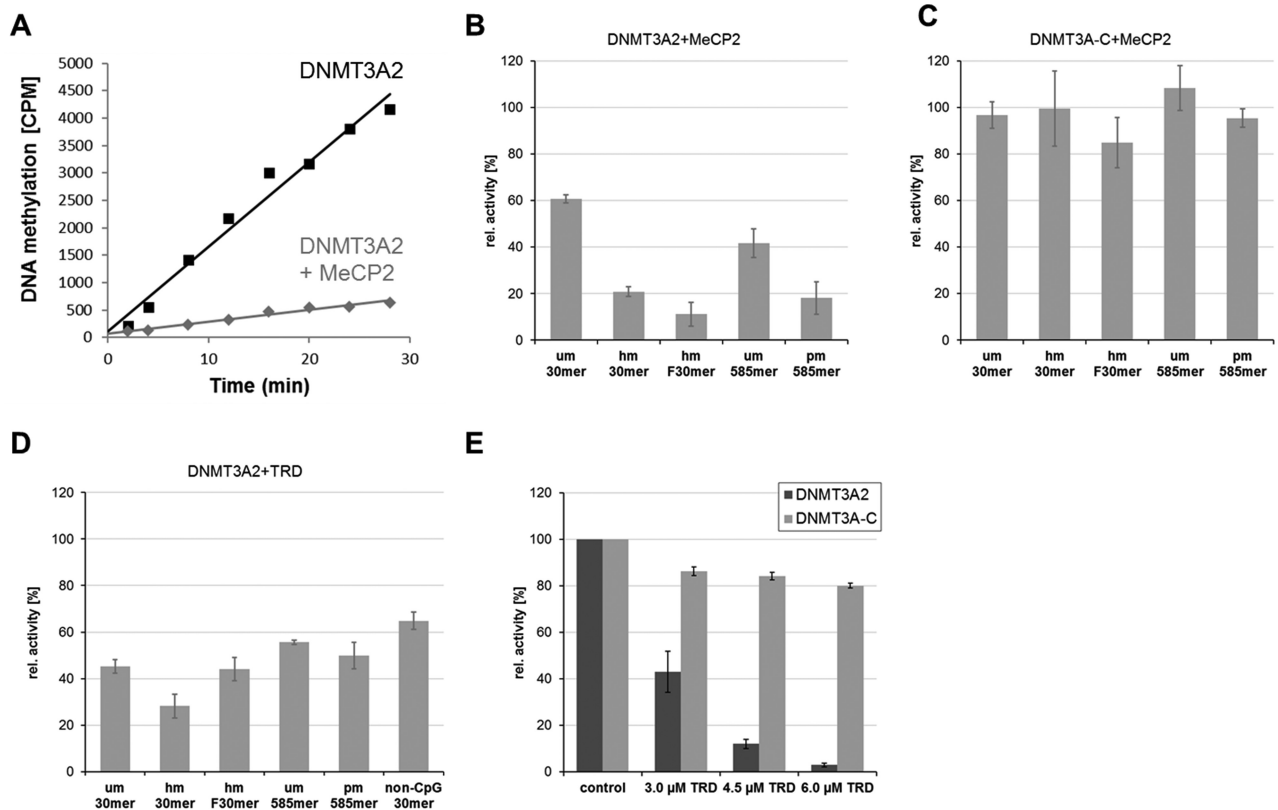 A
DNA methylation [CPM]
5000
4500
4000
3500
3000
2500
2000
1500
1000
500
0
DNMT3A2
DNMT3A2
+ MeCP2
0 10 20 30
Time (min)
B
DNMT3A2+MeCP2
rel. activity [%]
120
100
80
60
40
20
0
um hm hm um pm
30mer 30mer F30mer 585mer 585mer
C
DNMT3A-C+MeCP2
rel. activity [%]
120
100
80
60
40
20
0
um hm hm um pm
30mer 30mer F30mer 585mer 585mer
D
DNMT3A2+TRD
rel. activity [%]
120
100
80
60
40
20
0
um hm hm um pm non-CpG
30mer 30mer F30mer 585mer 585mer 30mer
E
DNMT3A2
DNMT3A-C
rel. activity [%]
120
100
80
60
40
20
0
control 3.0 µM TRD 4.5 µM TRD 6.0 µM TRD